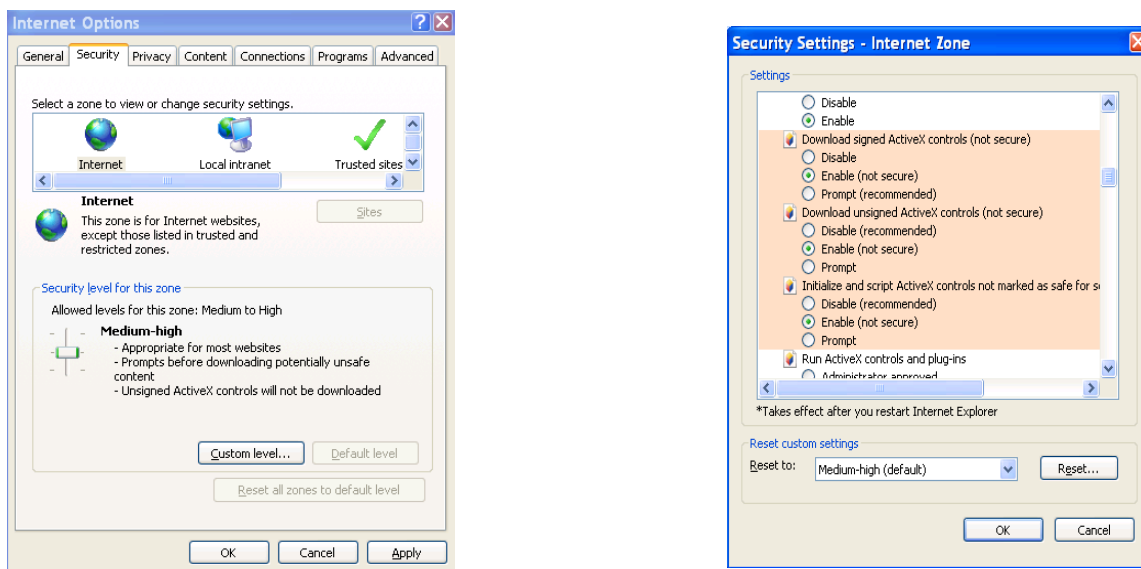 Internet Options
General Security Privacy Content Connections Programs Advanced
Select a zone to view or change security settings.
Internet Local intranet Trusted sites
Internet
Sites
This zone is for Internet websites,
except those listed in trusted and
restricted zones.
Security level for this zone
Allowed levels for this zone: Medium to High
Medium-high
- Appropriate for most websites
- Prompts before downloading potentially unsafe
content
- Unsigned ActiveX controls will not be downloaded
Custom level... Default level
Reset all zones to default level
OK Cancel Apply
Security Settings - Internet Zone
Settings
Disable
Enable
Download signed ActiveX controls (not secure)
Disable
Enable (not secure)
Prompt (recommended)
Download unsigned ActiveX controls (not secure)
Disable (recommended)
Enable (not secure)
Prompt
Initialize and script ActiveX controls not marked as safe for
Disable (recommended)
Enable (not secure)
Prompt
Run ActiveX controls and plug-ins
Administrator approved
*Takes effect after you restart Internet Explorer
Reset custom settings
Reset to: Medium-high (default) Reset...
OK Cancel